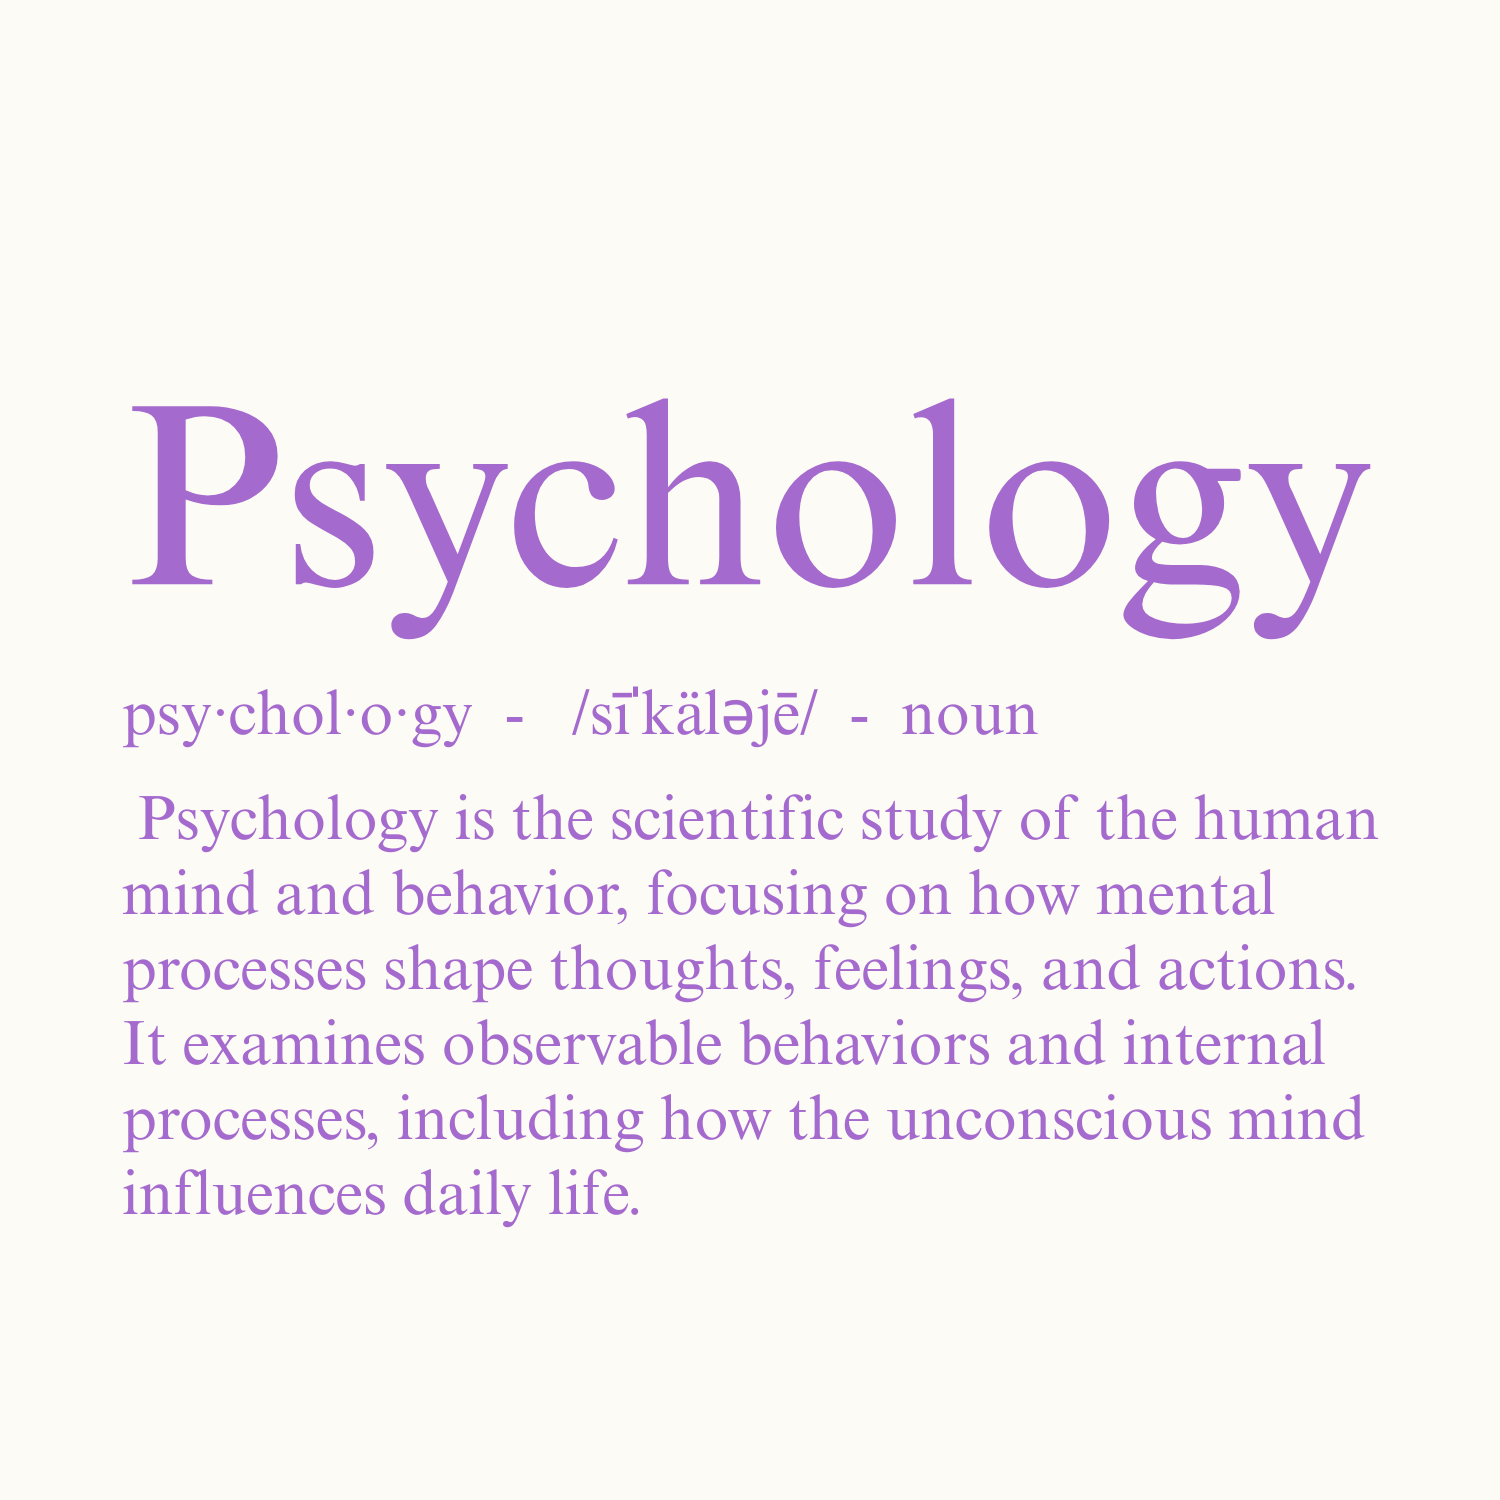 Psychology
psy·chol·o·gy - /sīˈkäləjē/ - noun
Psychology is the scientific study of the human
mind and behavior, focusing on how mental
processes shape thoughts, feelings, and actions.
It examines observable behaviors and internal
processes, including how the unconscious mind
influences daily life.